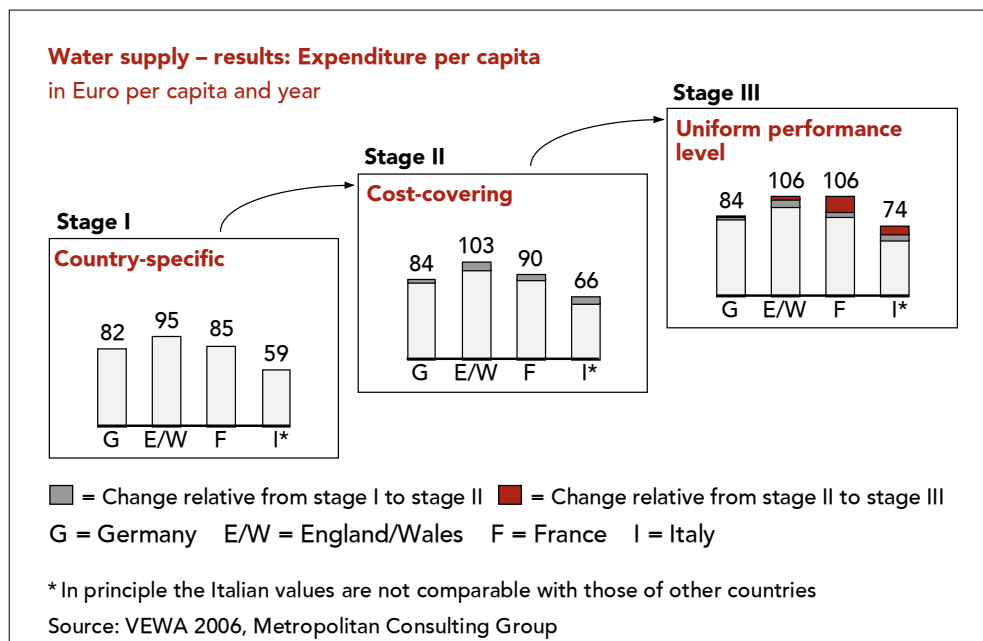 Water supply – results: Expenditure per capita
in Euro per capita and year
Stage I
Country-specific
82 95 85 59
G E/W F I*
Stage II
Cost-covering
84 103 90 66
G E/W F I*
Stage III
Uniform performance
level
84 106 106 74
G E/W F I*
= Change relative from stage I to stage II = Change relative from stage II to stage III
G = Germany E/W = England/Wales F = France I = Italy
* In principle the Italian values are not comparable with those of other countries
Source: VEWA 2006, Metropolitan Consulting Group